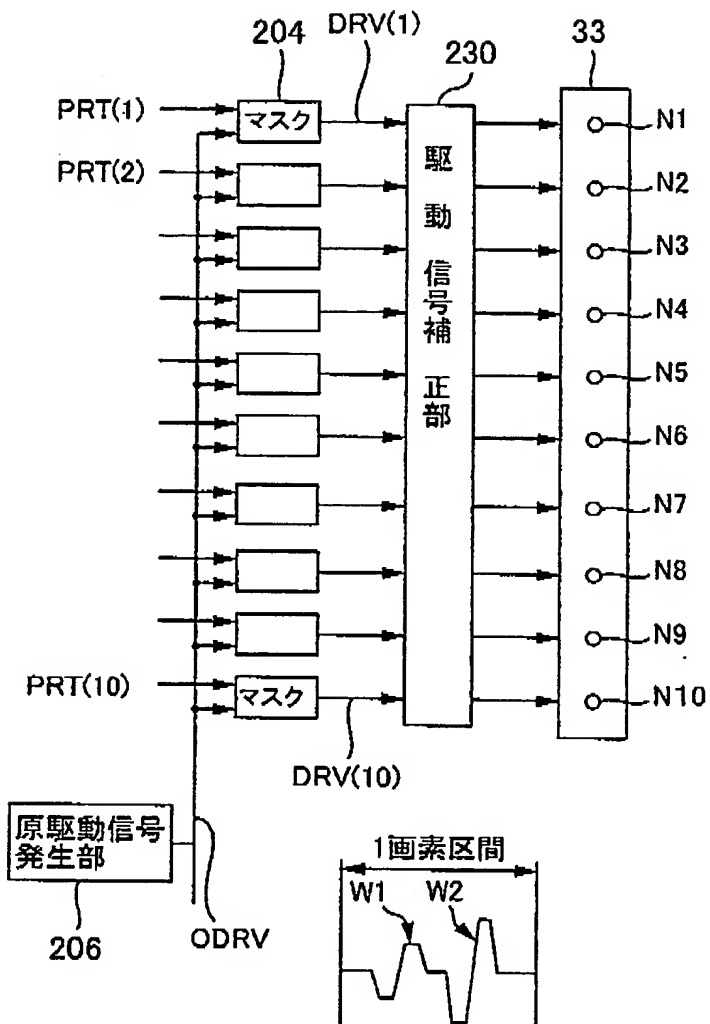 204
DRV(1)
230
33
PRT(1)
マスク
N1
PRT(2)
N2
N3
N4
N5
N6
N7
N8
N9
PRT(10)
マスク
N10
駆動信号補正部
DRV(10)
原駆動信号
発生部
206
ODRV
1画素区間
W1
W2